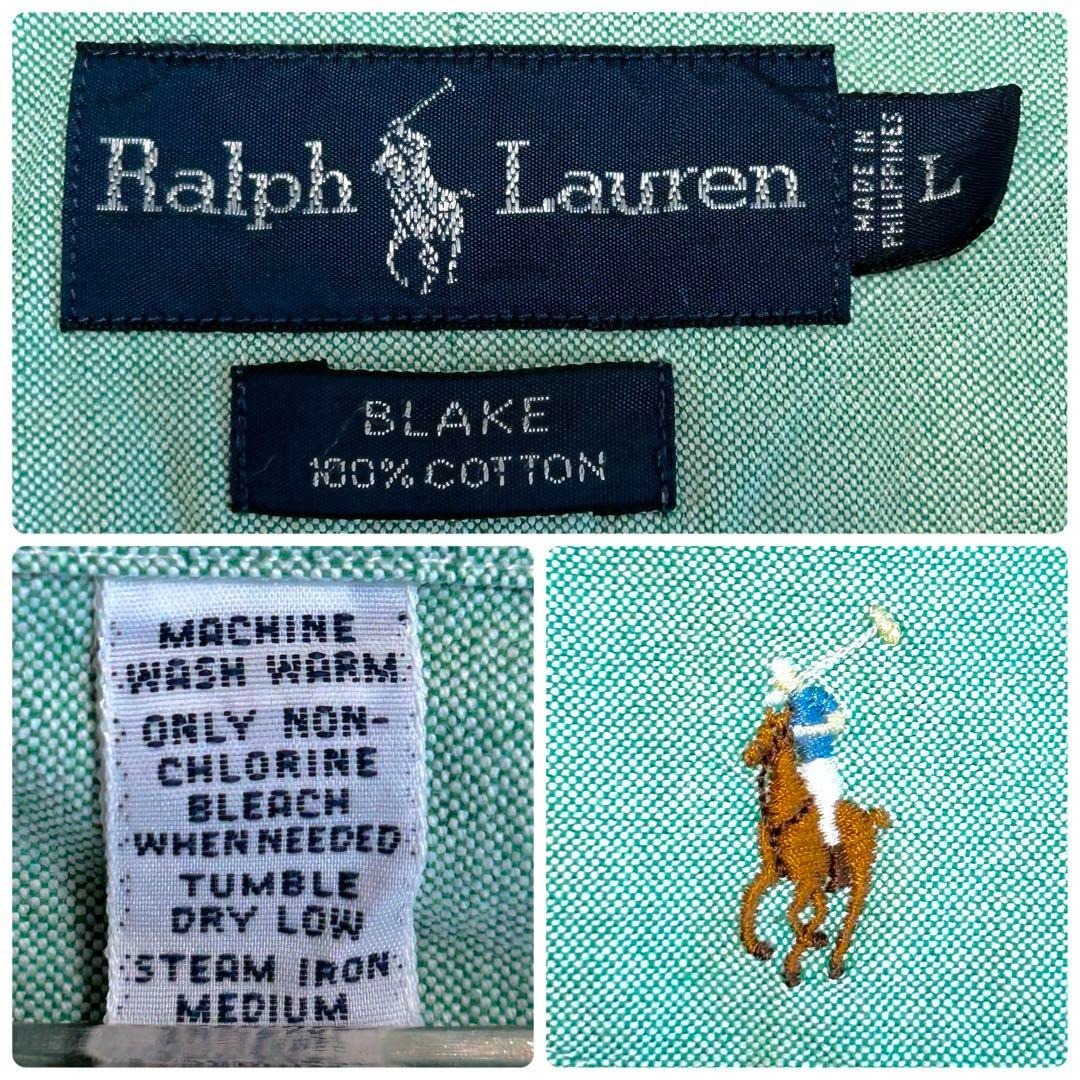 Ralph Lauren
MADE IN
PHILIPPINES
L
BLAKE
100% COTTON
MACHINE
WASH WARM
ONLY NON-
CHLORINE
BLEACH
WHEN NEEDED
TUMBLE
DRY LOW
STEAM IRON
MEDIUM